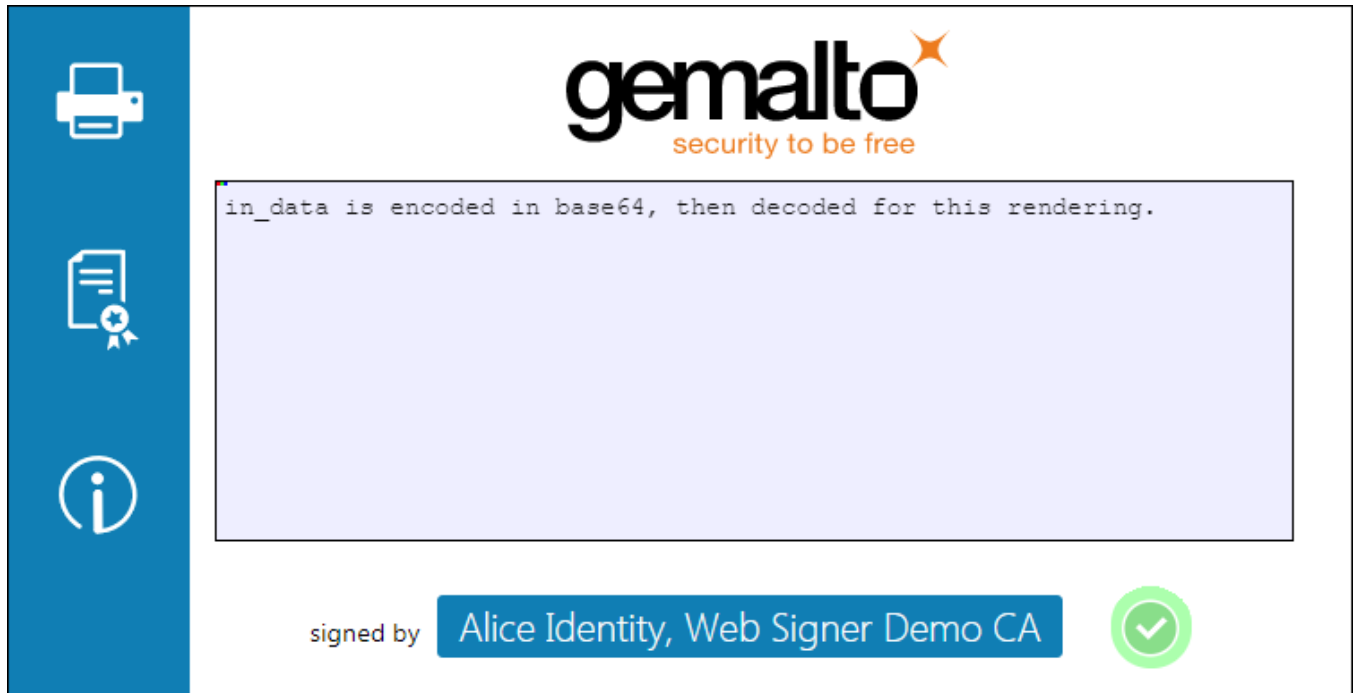 gemalto
security to be free
in_data is encoded in base64, then decoded for this rendering.
signed by Alice Identity, Web Signer Demo CA